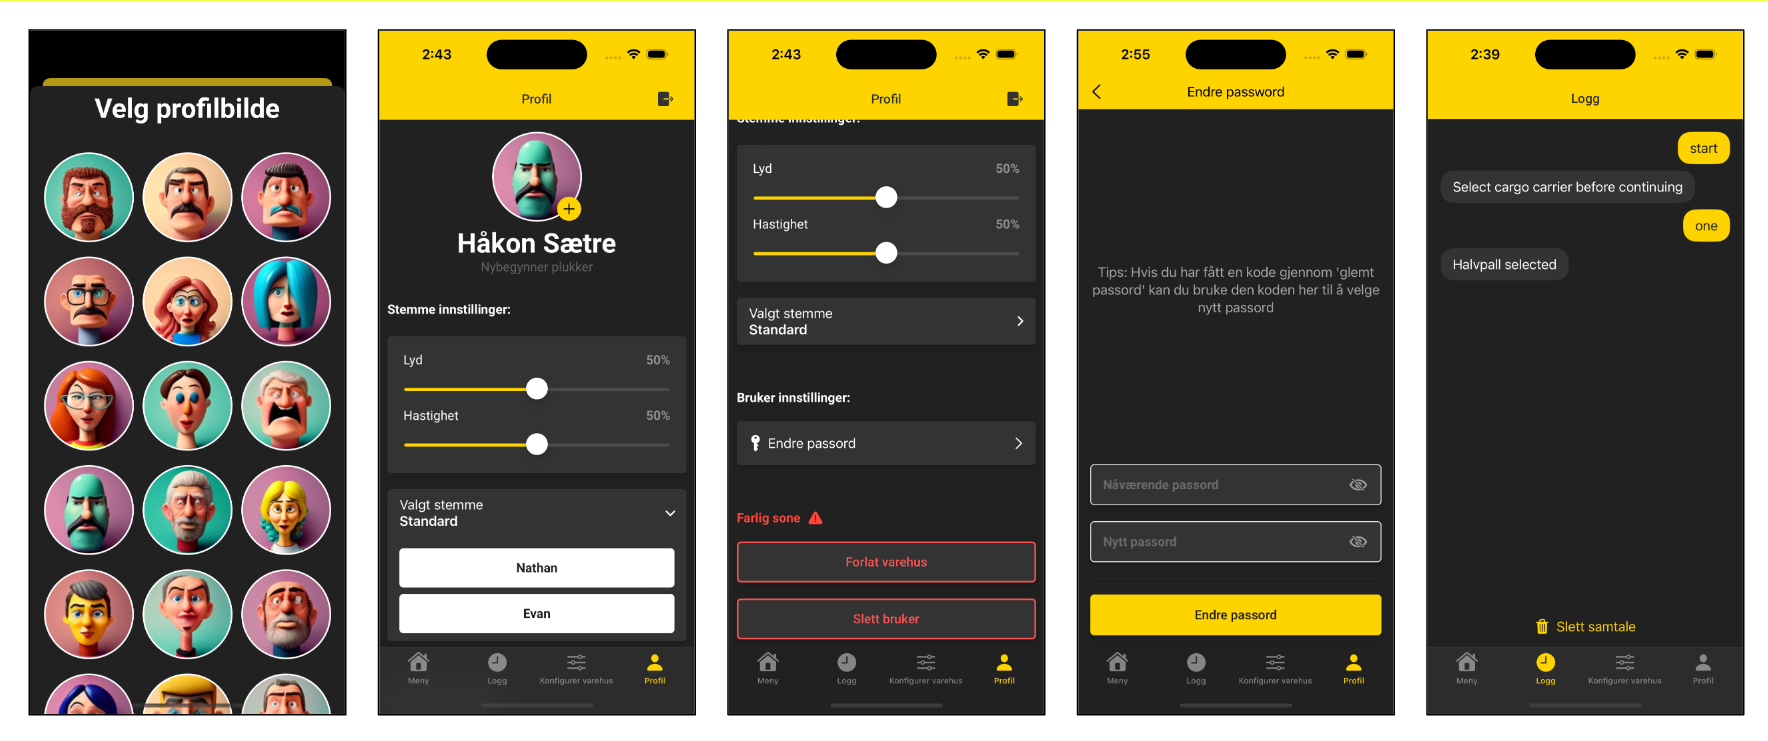 Velg profilbilde
2:43
Profil
Håkon Sætre
Nybegynner plukker
Stemme innstillinger:
Lyd 50%
Hastighet 50%
Valgt stemme
Standard
Nathan
Evan
Meny Logg Konfigurer varehus Profil
2:43
Profil
Stemme innstillinger:
Lyd 50%
Hastighet 50%
Valgt stemme
Standard
Bruker innstillinger:
Endre passord
Farlig sone
Forlat varehus
Slett bruker
Meny Logg Konfigurer varehus Profil
2:55
Endre password
Tips: Hvis du har fått en kode gjennom 'glemt
passord' kan du bruke den koden her til å velge
nytt passord
Nåværende passord
Nytt passord
Endre passord
Meny Logg Konfigurer varehus Profil
2:39
Logg
start
Select cargo carrier before continuing
one
Halvpall selected
Slett samtale
Meny Logg Konfigurer varehus Profil